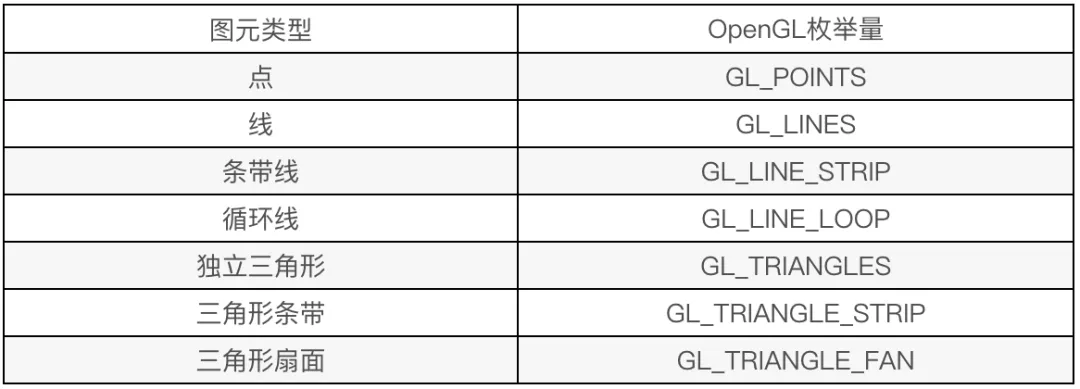 图元类型 OpenGL枚举量
点 GL_POINTS
线 GL_LINES
条带线 GL_LINE_STRIP
循环线 GL_LINE_LOOP
独立三角形 GL_TRIANGLES
三角形条带 GL_TRIANGLE_STRIP
三角形扇面 GL_TRIANGLE_FAN